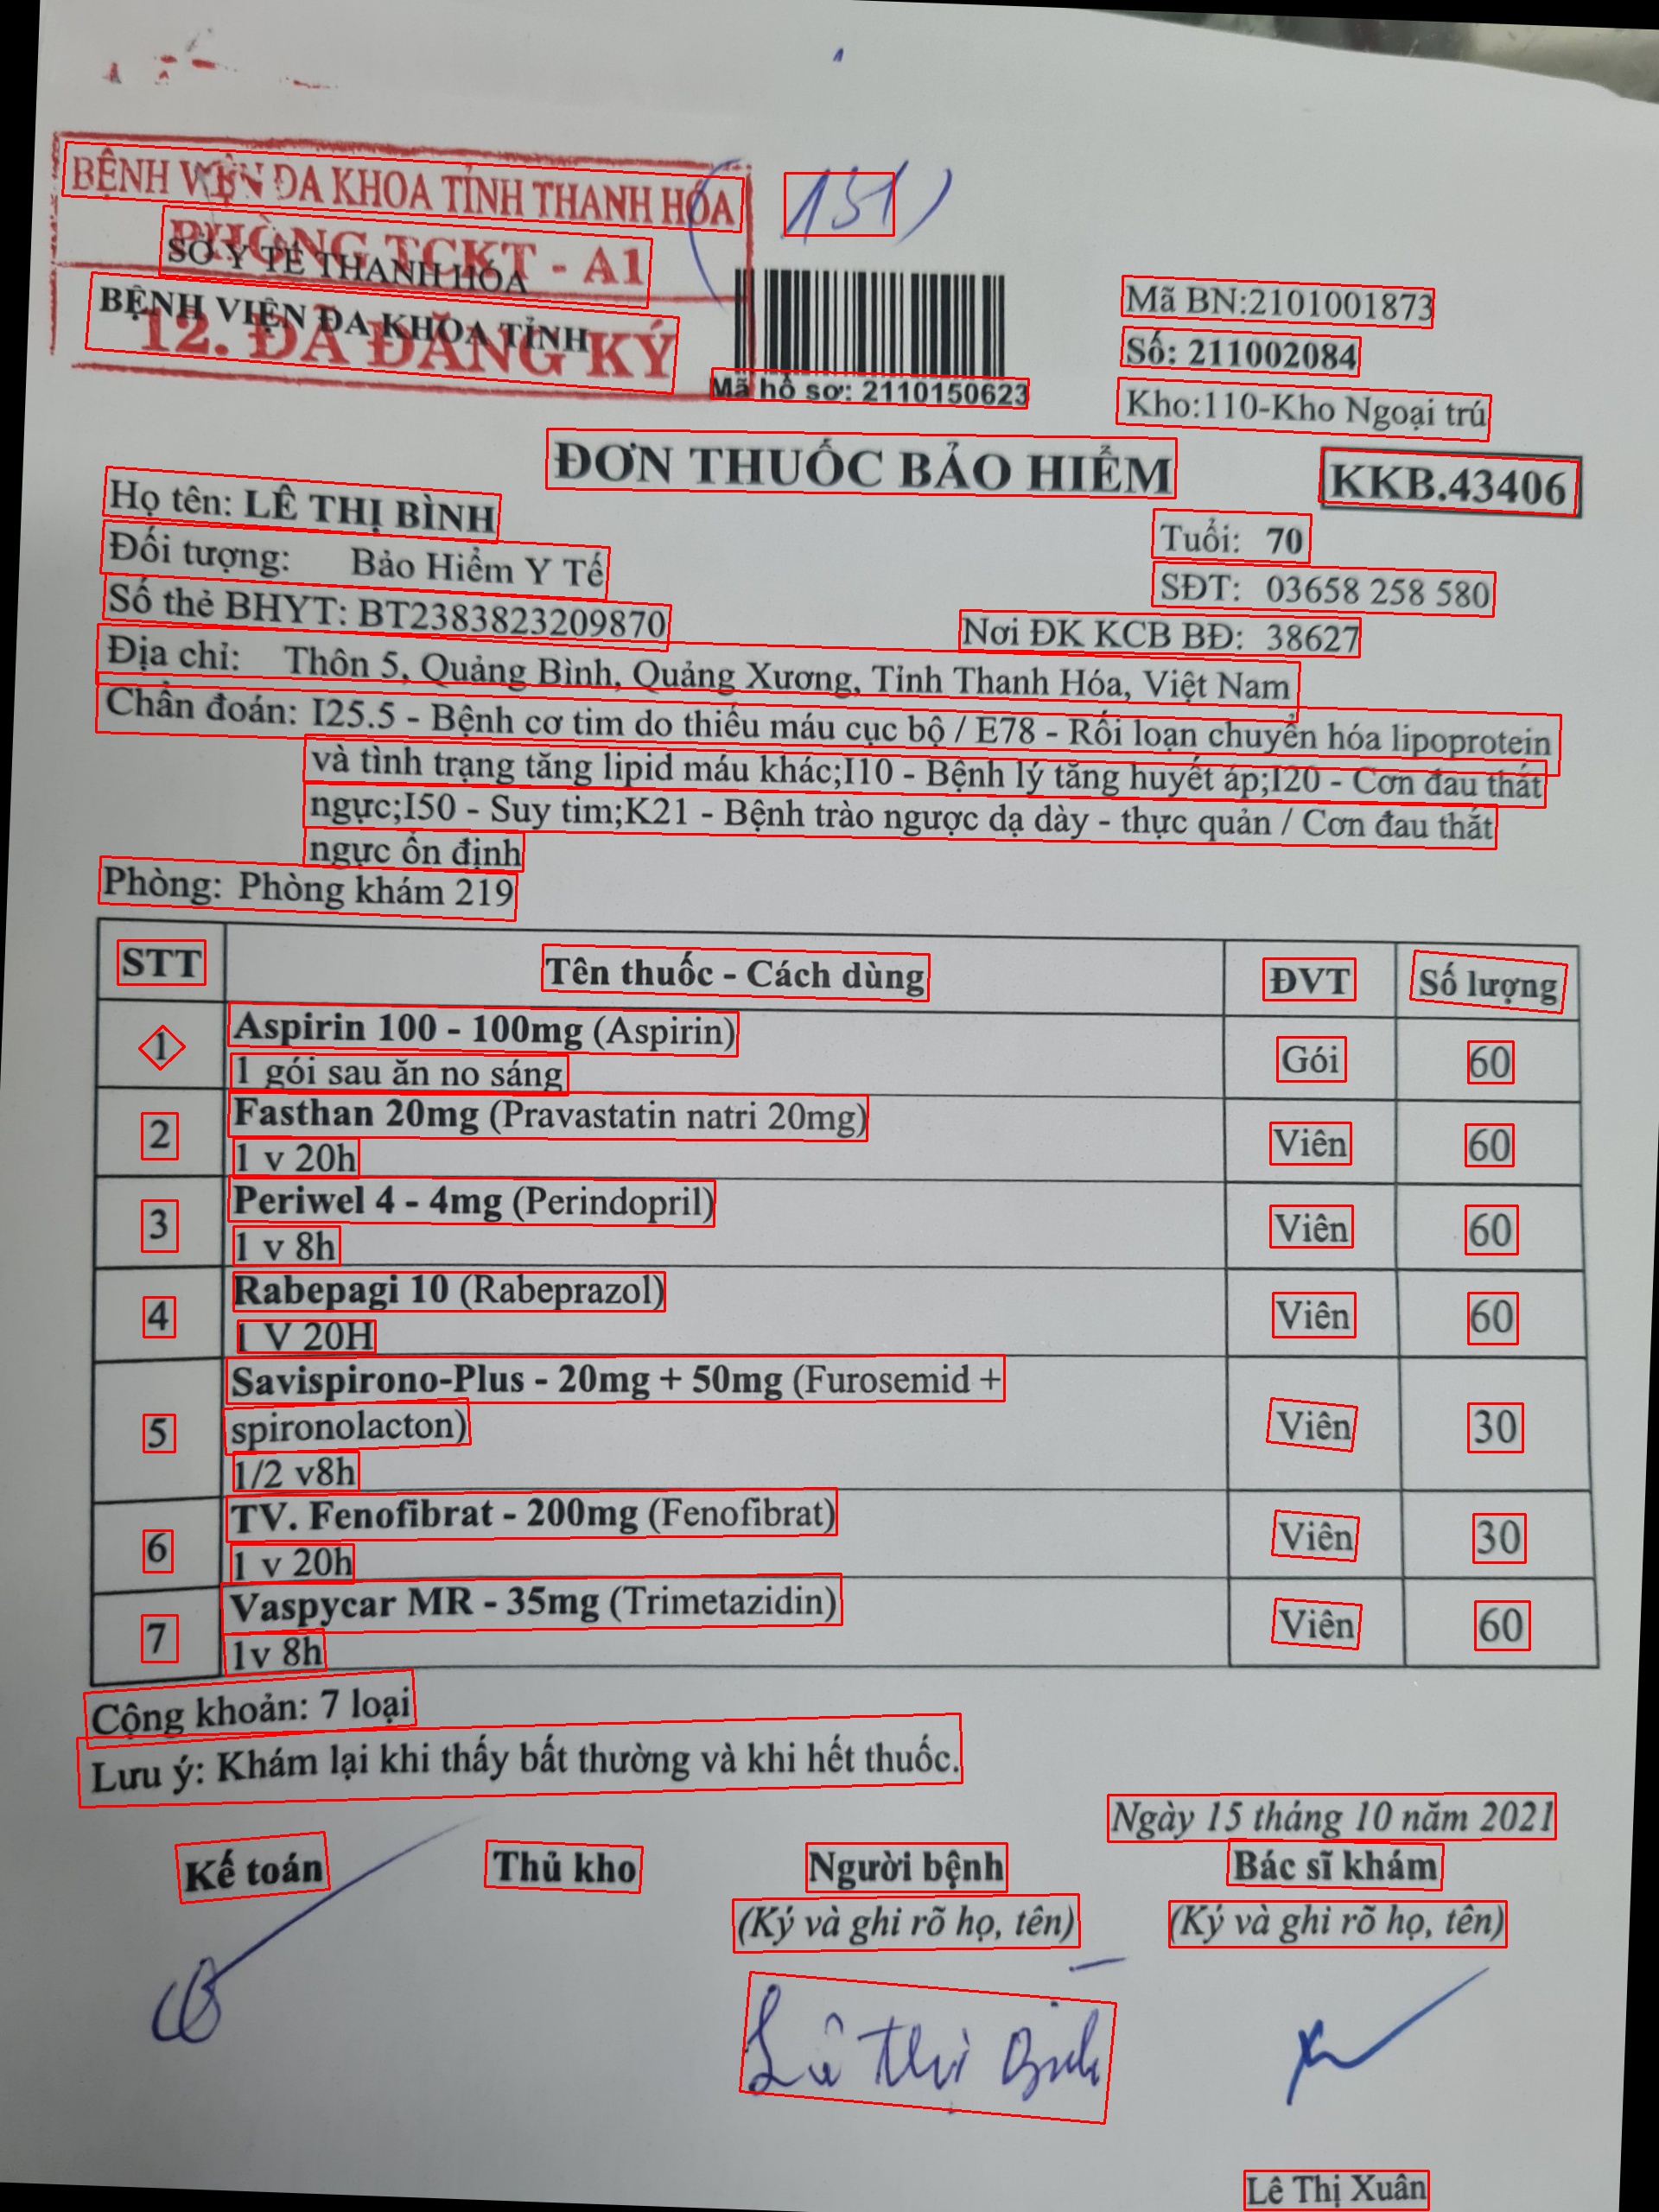 BỆNH VIỆN ĐA KHOA TỈNH THANH HÓA
(151)
PHÒNG TCKT - A1
SỞ Y TẾ THANH HÓA
12. ĐÃ ĐĂNG KÝ
BỆNH VIỆN ĐA KHOA TỈNH
Mã hồ sơ: 2110150623
Mã BN:2101001873
Số: 211002084
Kho:110-Kho Ngoại trú
ĐƠN THUỐC BẢO HIỂM
KKB.43406
Họ tên: LÊ THỊ BÌNH
Tuổi: 70
Đối tượng: Bảo Hiểm Y Tế
SĐT: 03658 258 580
Số thẻ BHYT: BT2383823209870
Nơi ĐK KCB BĐ: 38627
Địa chỉ: Thôn 5, Quảng Bình, Quảng Xương, Tỉnh Thanh Hóa, Việt Nam
Chẩn đoán: I25.5 - Bệnh cơ tim do thiếu máu cục bộ / E78 - Rối loạn chuyển hóa lipoprotein
và tình trạng tăng lipid máu khác;I10 - Bệnh lý tăng huyết áp;I20 - Cơn đau thắt
ngực;I50 - Suy tim;K21 - Bệnh trào ngược dạ dày - thực quản / Cơn đau thắt
ngực ổn định
Phòng: Phòng khám 219
STT Tên thuốc - Cách dùng ĐVT Số lượng
1 Aspirin 100 - 100mg (Aspirin) Gói 60
1 gói sau ăn no sáng
2 Fasthan 20mg (Pravastatin natri 20mg) Viên 60
1 v 20h
3 Periwel 4 - 4mg (Perindopril) Viên 60
1 v 8h
4 Rabepagi 10 (Rabeprazol) Viên 60
1 V 20H
5 Savispirono-Plus - 20mg + 50mg (Furosemid + Viên 30
spironolacton)
1/2 v8h
6 TV. Fenofibrat - 200mg (Fenofibrat) Viên 30
1 v 20h
7 Vaspycar MR - 35mg (Trimetazidin) Viên 60
1v 8h
Cộng khoản: 7 loại
Lưu ý: Khám lại khi thấy bất thường và khi hết thuốc.
Ngày 15 tháng 10 năm 2021
Kế toán Thủ kho Người bệnh Bác sĩ khám
(Ký và ghi rõ họ, tên) (Ký và ghi rõ họ, tên)
Lê Thị Bình
Lê Thị Xuân